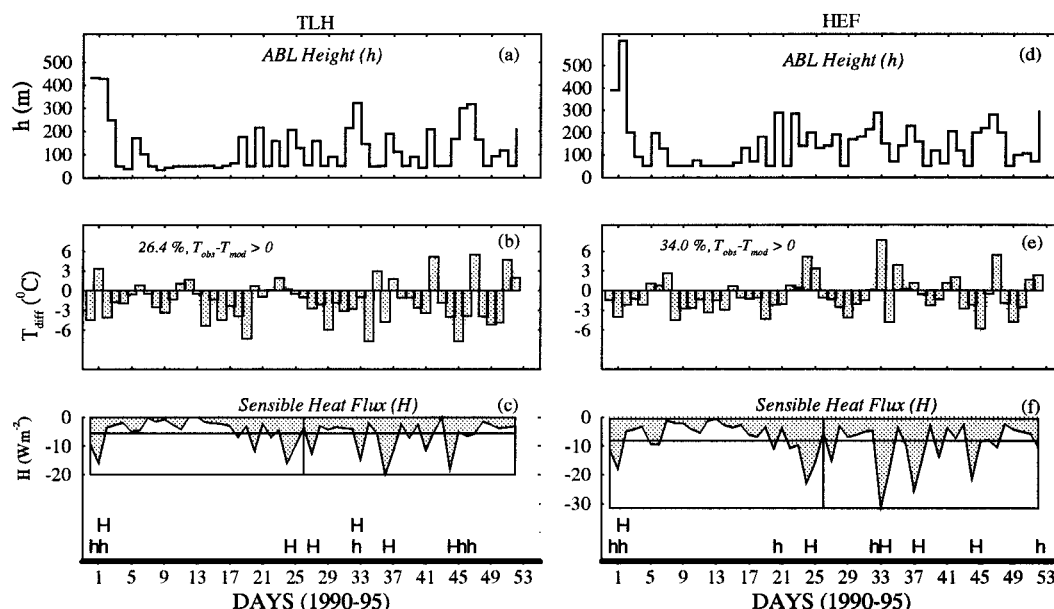 TLH
ABL Height (h)
(a)
h (m)
500
400
300
200
100
0
26.4 %, T_obs-T_mod > 0
(b)
T_diff (⁰C)
6
3
0
-3
-6
Sensible Heat Flux (H)
(c)
H (Wm⁻²)
0
-10
-20
H
H
h h
H
H
h
H
H h h
1 5 9 13 17 21 25 29 33 37 41 45 49 53
DAYS (1990-95)
HEF
ABL Height (h)
(d)
500
400
300
200
100
0
34.0 %, T_obs-T_mod > 0
(e)
6
3
0
-3
-6
Sensible Heat Flux (H)
(f)
0
-10
-20
-30
H
h h
h
H
h H
H
H
h
1 5 9 13 17 21 25 29 33 37 41 45 49 53
DAYS (1990-95)